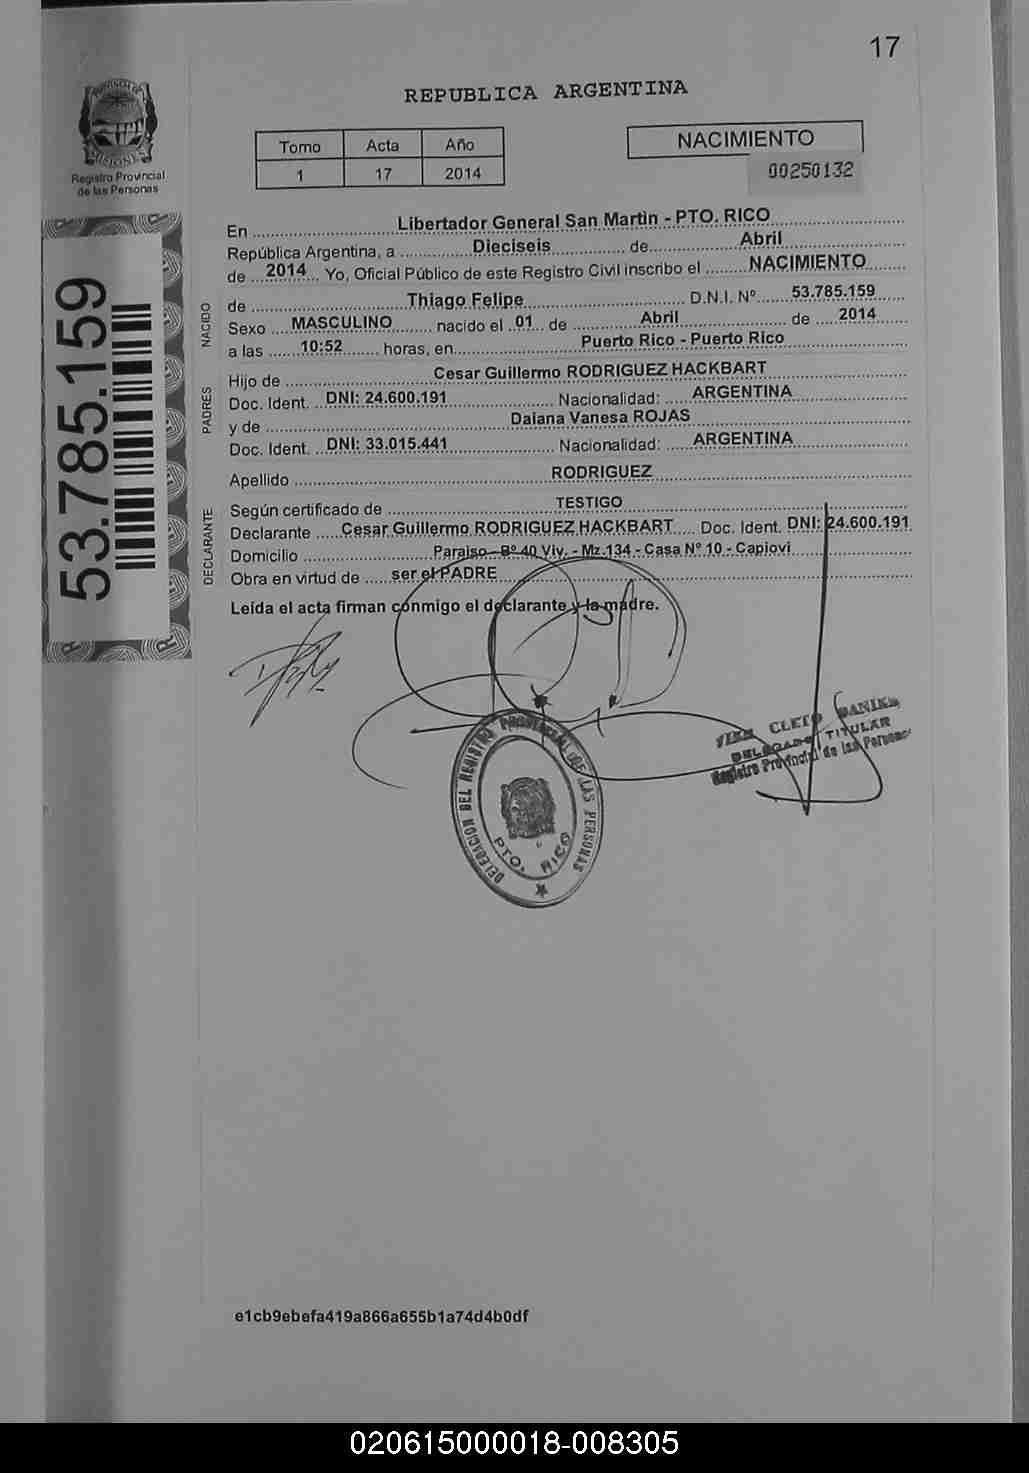 17
REPUBLICA ARGENTINA
PROVINCIA DE
MISIONES
Registro Provincial
de las Personas
Tomo Acta Año
1 17 2014
NACIMIENTO
00250132
53.785.159
En Libertador General San Martin - PTO. RICO
República Argentina, a Dieciseis de Abril
de 2014 Yo, Oficial Público de este Registro Civil inscribo el NACIMIENTO
NACIDO
de Thiago Felipe D.N.I. Nº 53.785.159
Sexo MASCULINO nacido el 01 de Abril de 2014
a las 10:52 horas, en Puerto Rico - Puerto Rico
PADRES
Hijo de Cesar Guillermo RODRIGUEZ HACKBART
Doc. Ident. DNI: 24.600.191 Nacionalidad: ARGENTINA
y de Daiana Vanesa ROJAS
Doc. Ident. DNI: 33.015.441 Nacionalidad: ARGENTINA
Apellido RODRIGUEZ
DECLARANTE
Según certificado de TESTIGO
Declarante Cesar Guillermo RODRIGUEZ HACKBART Doc. Ident. DNI: 24.600.191
Domicilio Paraiso - Bº 40 Viv. - Mz.134 - Casa Nº 10 - Capiovi
Obra en virtud de ser el PADRE
Leída el acta firman conmigo el declarante y la madre.
CLETO DANIEL
DELEGADO TITULAR
Registro Provincial de las Personas
DELEGACION DEL REGISTRO PROVINCIAL DE LAS PERSONAS
PTO. RICO
e1cb9ebefa419a866a655b1a74d4b0df
020615000018-008305